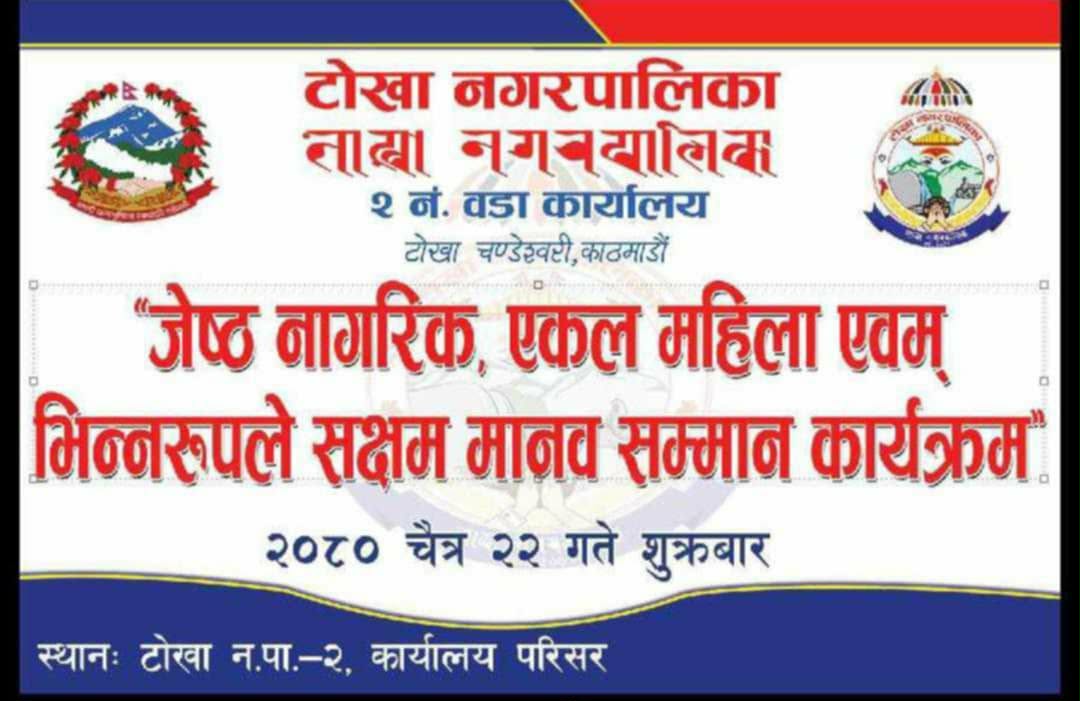 टोखा नगरपालिका
२ नं. वडा कार्यालय
टोखा चण्डेश्वरी, काठमाडौं
"जेष्ठ नागरिक, एकल महिला एवम्
भिन्नरूपले सक्षम मानव सम्मान कार्यक्रम"
२०८० चैत्र २२ गते शुक्रबार
स्थानः टोखा न.पा.–२, कार्यालय परिसर
टोखा नगरपालिका